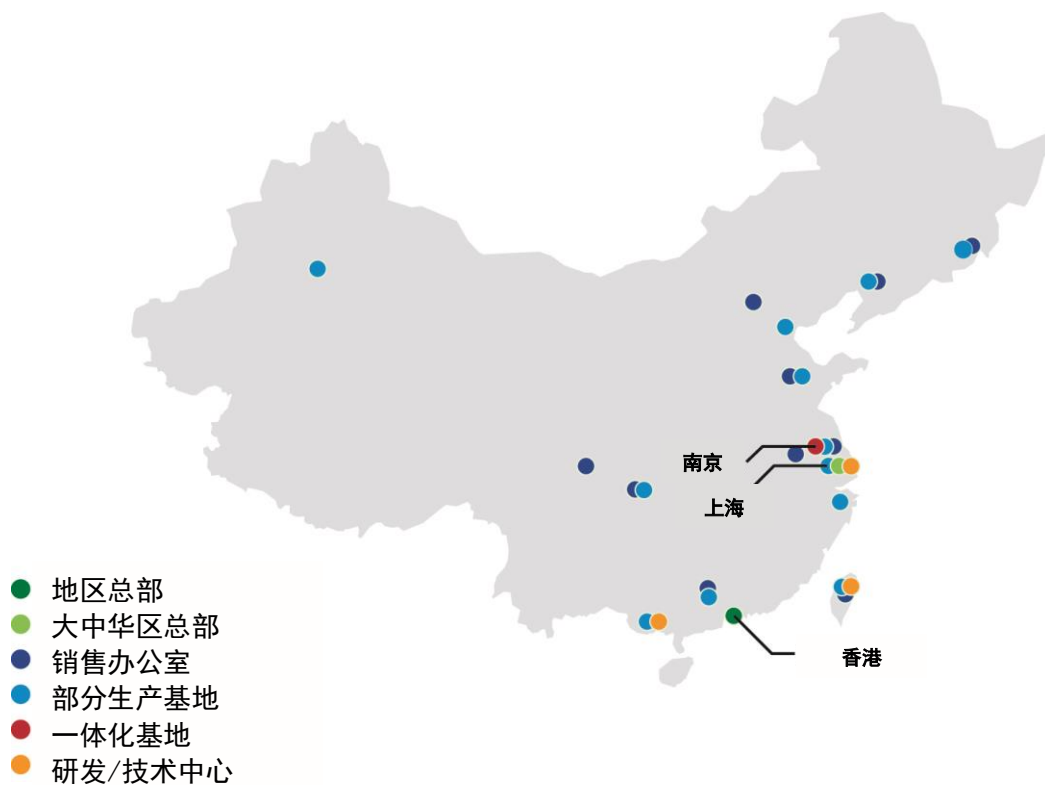 南京
上海
香港
地区总部
大中华区总部
销售办公室
部分生产基地
一体化基地
研发/技术中心